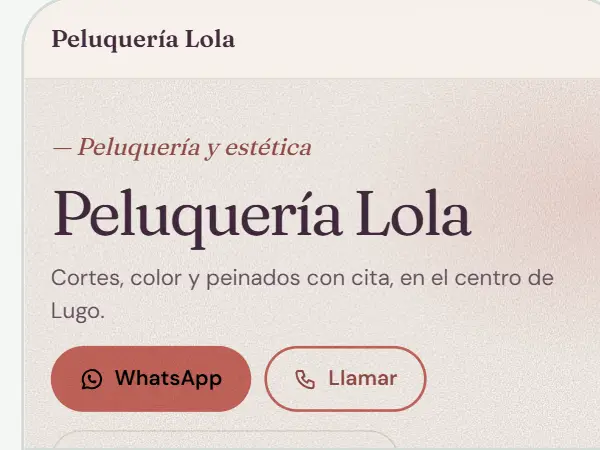 Peluquería Lola
— Peluquería y estética
Peluquería Lola
Cortes, color y peinados con cita, en el centro de
Lugo.
WhatsApp
Llamar